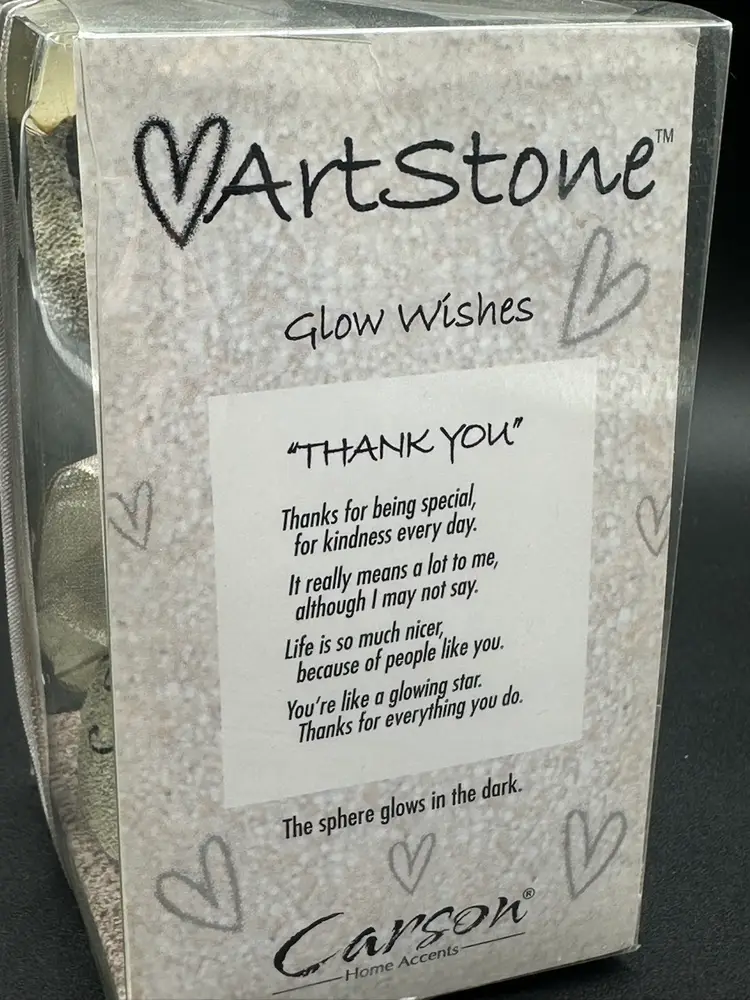 ArtStone™
Glow Wishes
"THANK YOU"
Thanks for being special,
for kindness every day.
It really means a lot to me,
although I may not say.
Life is so much nicer,
because of people like you.
You're like a glowing star.
Thanks for everything you do.
The sphere glows in the dark.
Carson®
Home Accents